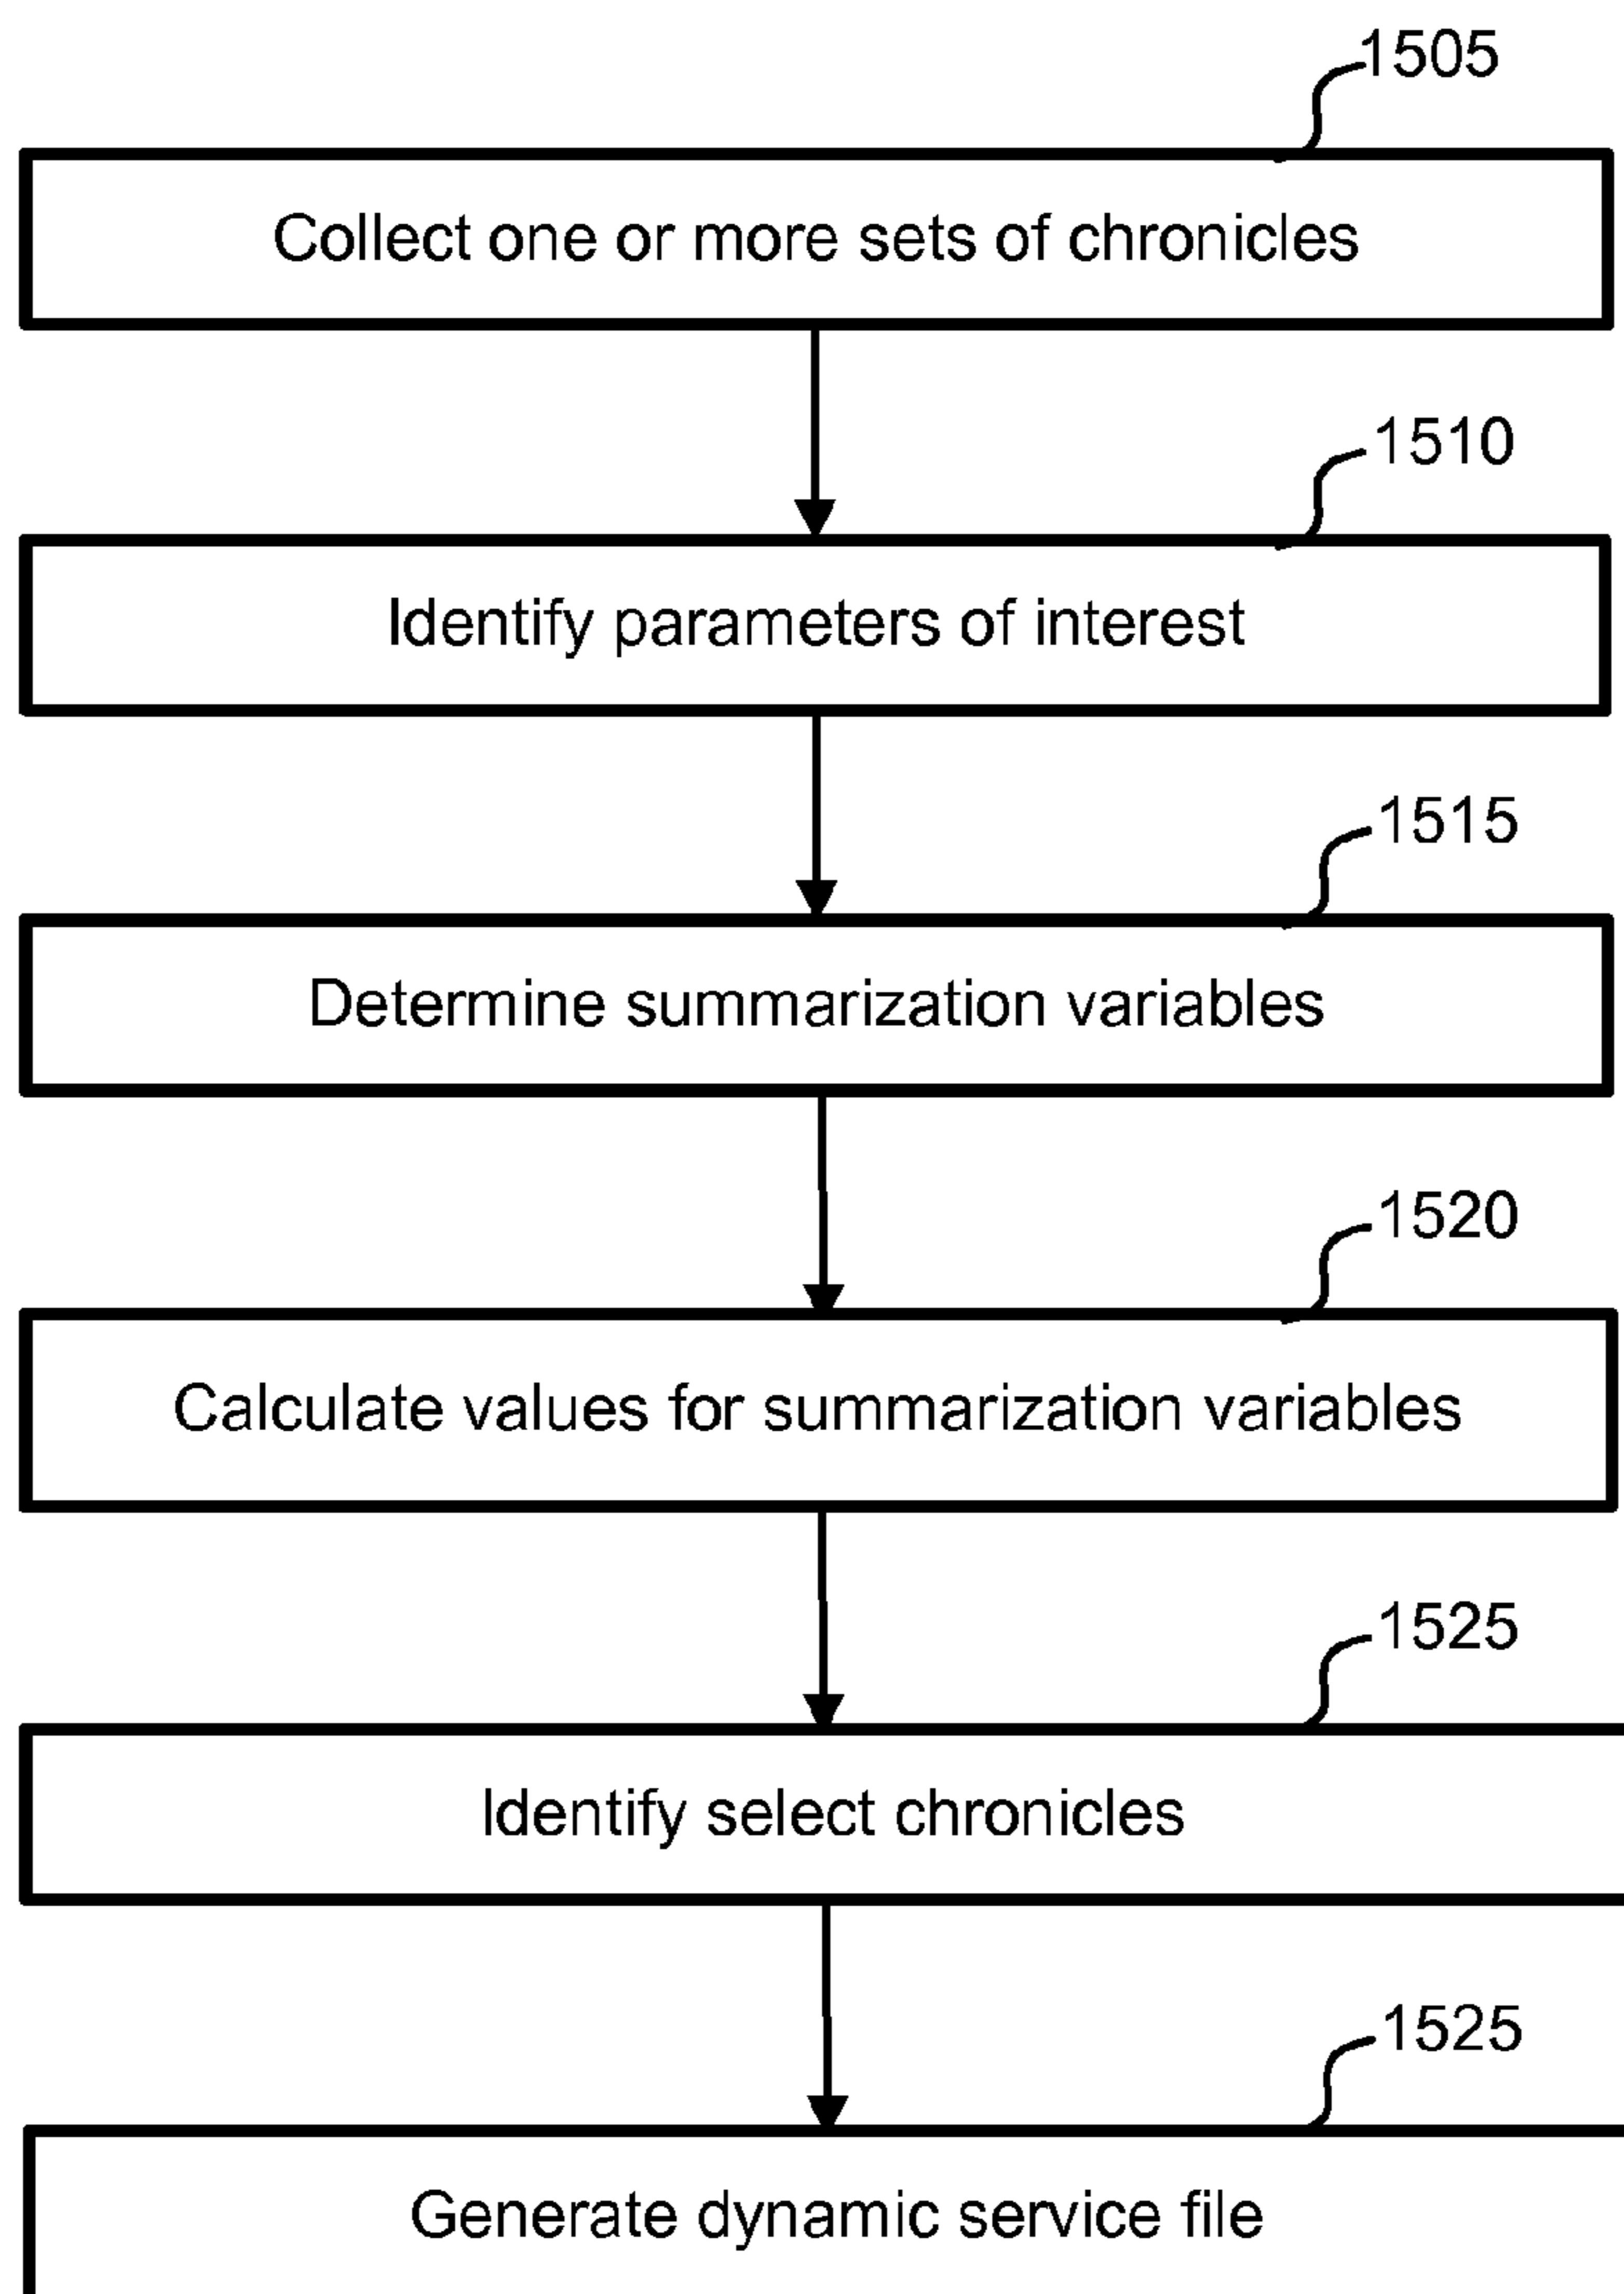 1505
Collect one or more sets of chronicles
1510
Identify parameters of interest
1515
Determine summarization variables
1520
Calculate values for summarization variables
1525
Identify select chronicles
1525
Generate dynamic service file